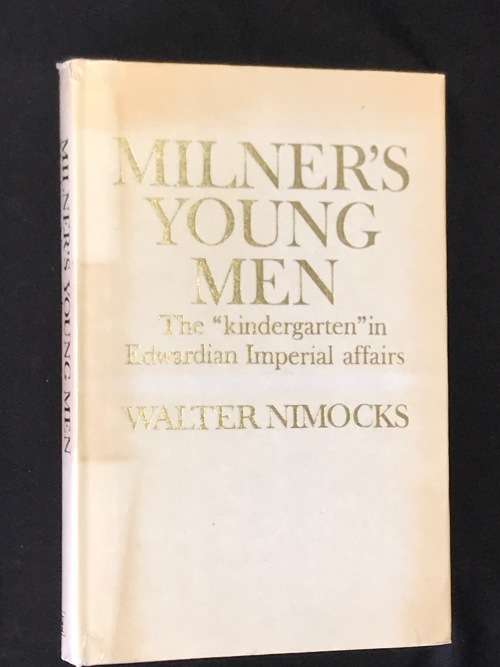 MILNER'S
YOUNG
MEN
The "kindergarten" in
Edwardian Imperial affairs
WALTER NIMOCKS
MILNER'S YOUNG MEN